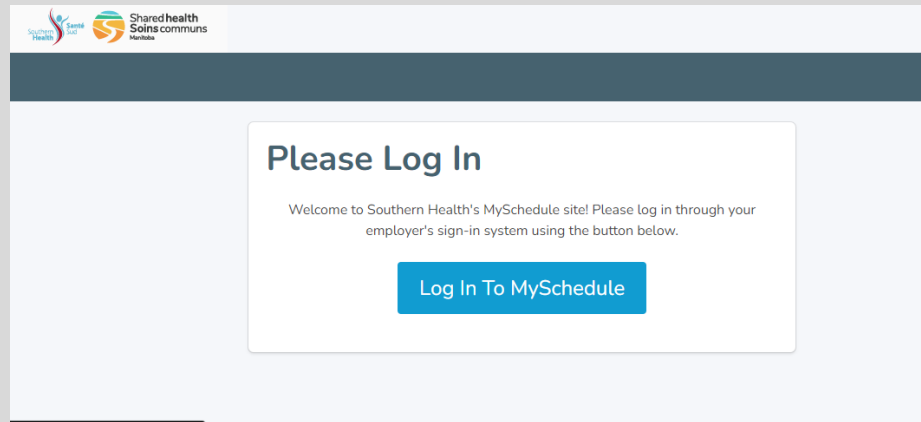 Southern Santé
Health Sud
Shared health
Soins communs
Manitoba
Please Log In
Welcome to Southern Health's MySchedule site! Please log in through your
employer's sign-in system using the button below.
Log In To MySchedule